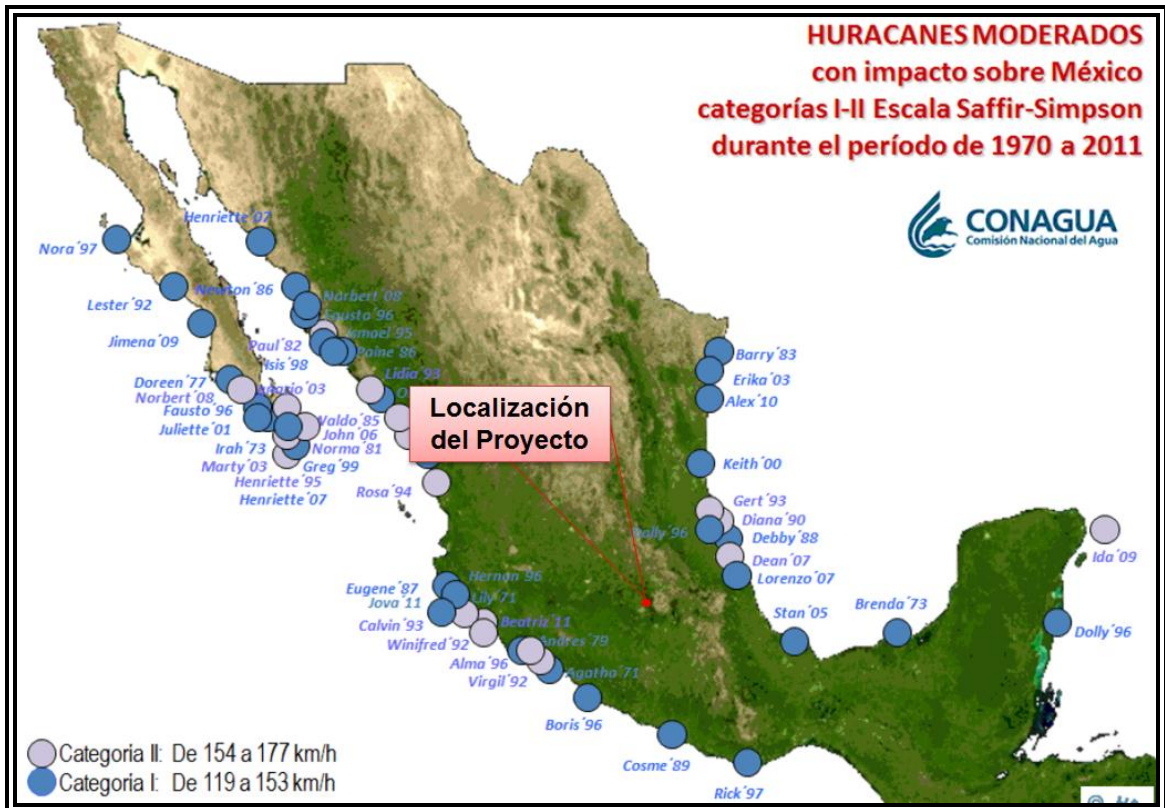 HURACANES MODERADOS
con impacto sobre México
categorías I-II Escala Saffir-Simpson
durante el período de 1970 a 2011
CONAGUA
Comisión Nacional del Agua
Henriette´07
Nora´97
Newton´86
Norbert´08
Lester´92
Fausto´96
Ismael´95
Jimena´09
Paul´82
Paine´86
Isis´98
Barry´83
Erika´03
Lidia´93
Doreen´77
Ignacio´03
Norbert´08
Alex´10
Fausto´96
Juliette´01
Waldo´85
John´06
Irah´73
Norma´81
Marty´03
Greg´99
Henriette´95
Henriette´07
Localización
del Proyecto
Keith´00
Rosa´94
Gert´93
Diana´90
Debby´88
Dean´07
Lorenzo´07
Ida´09
Hernan´96
Eugene´87
Lily´71
Jova´11
Calvin´93
Beatriz´11
Winifred´92
Andres´79
Alma´96
Agatha´71
Virgil´92
Stan´05
Brenda´73
Dolly´96
Boris´96
Cosme´89
Rick´97
Categoría II: De 154 a 177 km/h
Categoría I: De 119 a 153 km/h